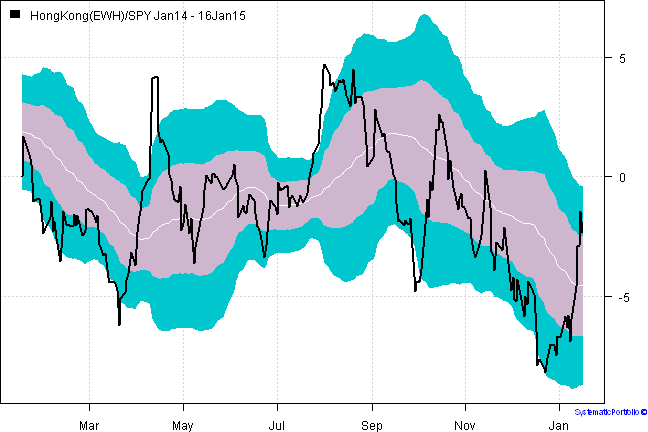 HongKong(EWH)/SPY Jan14 - 16Jan15
5
0
-5
Mar May Jul Sep Nov Jan
SystematicPortfolio ©